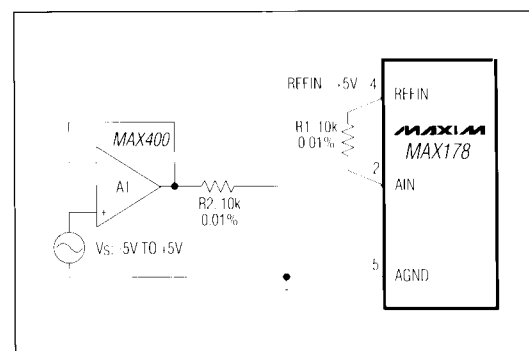 REFIN +5V 4
REFIN
MAXIM
MAX178
R1. 10k
0.01%
2
AIN
MAX400
A1
+
R2. 10k
0.01%
Vs: -5V TO +5V
5
AGND